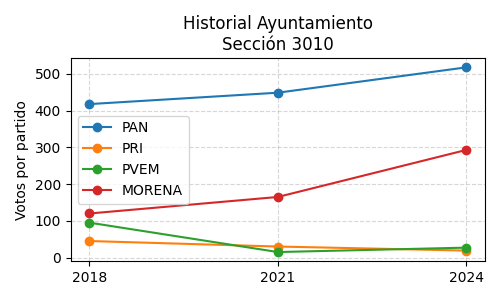 Historial Ayuntamiento
Sección 3010
Votos por partido
500
400
300
200
100
0
PAN
PRI
PVEM
MORENA
2018
2021
2024